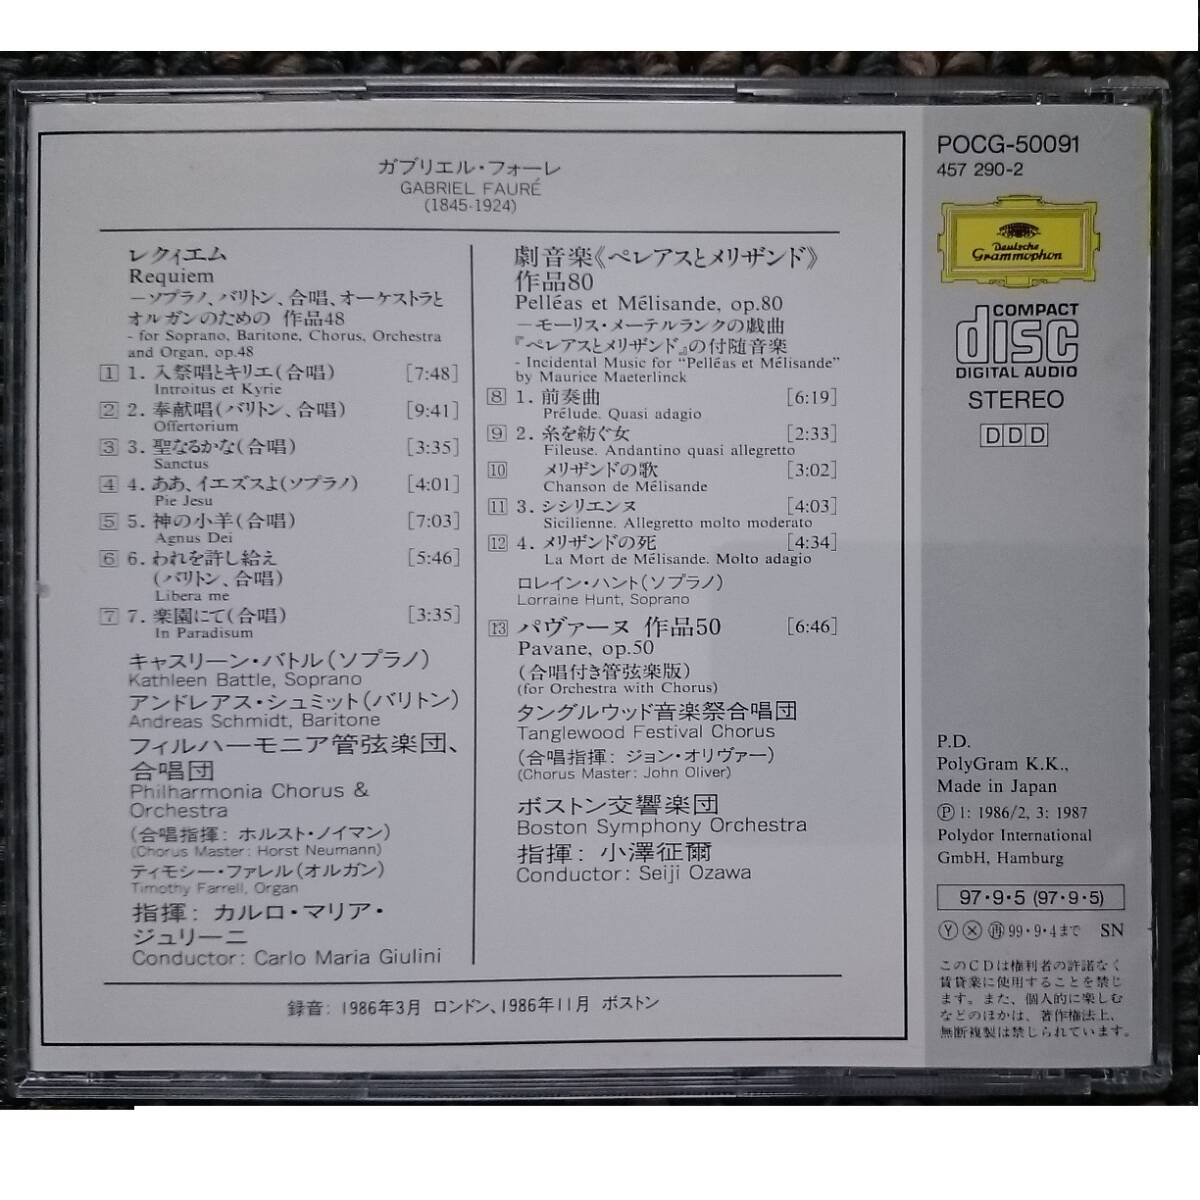 ガブリエル・フォーレ
GABRIEL FAURÉ
(1845-1924)
レクィエム
Requiem
―ソプラノ、バリトン、合唱、オーケストラと
オルガンのための 作品48
- for Soprano, Baritone, Chorus, Orchestra
and Organ, op.48
1 1. 入祭唱とキリエ(合唱) [7:48]
Introitus et Kyrie
2 2. 奉献唱(バリトン、合唱) [9:41]
Offertorium
3 3. 聖なるかな(合唱) [3:35]
Sanctus
4 4. ああ、イエズスよ(ソプラノ) [4:01]
Pie Jesu
5 5. 神の小羊(合唱) [7:03]
Agnus Dei
6 6. われを許し給え [5:46]
(バリトン、合唱)
Libera me
7 7. 楽園にて(合唱) [3:35]
In Paradisum
キャスリーン・バトル(ソプラノ)
Kathleen Battle, Soprano
アンドレアス・シュミット(バリトン)
Andreas Schmidt, Baritone
フィルハーモニア管弦楽団、
合唱団
Philharmonia Chorus &
Orchestra
(合唱指揮: ホルスト・ノイマン)
(Chorus Master: Horst Neumann)
ティモシー・ファレル(オルガン)
Timothy Farrell, Organ
指揮: カルロ・マリア・
ジュリーニ
Conductor: Carlo Maria Giulini
劇音楽《ペレアスとメリザンド》
作品80
Pelléas et Mélisande, op.80
―モーリス・メーテルランクの戯曲
『ペレアスとメリザンド』の付随音楽
- Incidental Music for “Pelléas et Mélisande”
by Maurice Maeterlinck
8 1. 前奏曲 [6:19]
Prélude. Quasi adagio
9 2. 糸を紡ぐ女 [2:33]
Fileuse. Andantino quasi allegretto
10 メリザンドの歌 [3:02]
Chanson de Mélisande
11 3. シシリエンヌ [4:03]
Sicilienne. Allegretto molto moderato
12 4. メリザンドの死 [4:34]
La Mort de Mélisande. Molto adagio
ロレイン・ハント(ソプラノ)
Lorraine Hunt, Soprano
13 パヴァーヌ 作品50 [6:46]
Pavane, op.50
(合唱付き管弦楽版)
(for Orchestra with Chorus)
タングルウッド音楽祭合唱団
Tanglewood Festival Chorus
(合唱指揮: ジョン・オリヴァー)
(Chorus Master: John Oliver)
ボストン交響楽団
Boston Symphony Orchestra
指揮: 小澤征爾
Conductor: Seiji Ozawa
録音: 1986年3月 ロンドン、1986年11月 ボストン
POCG-50091
457 290-2
Deutsche
Grammophon
COMPACT
disc
DIGITAL AUDIO
STEREO
DDD
P.D.
PolyGram K.K.,
Made in Japan
Ⓟ 1: 1986/2, 3: 1987
Polydor International
GmbH, Hamburg
97・9・5 (97・9・5)
Ⓨ Ⓧ ㊢ 99・9・4まで SN
このCDは権利者の許諾なく
賃貸業に使用することを禁じ
ます。また、個人的に楽しむ
などのほかは、著作権法上、
無断複製は禁じられています。